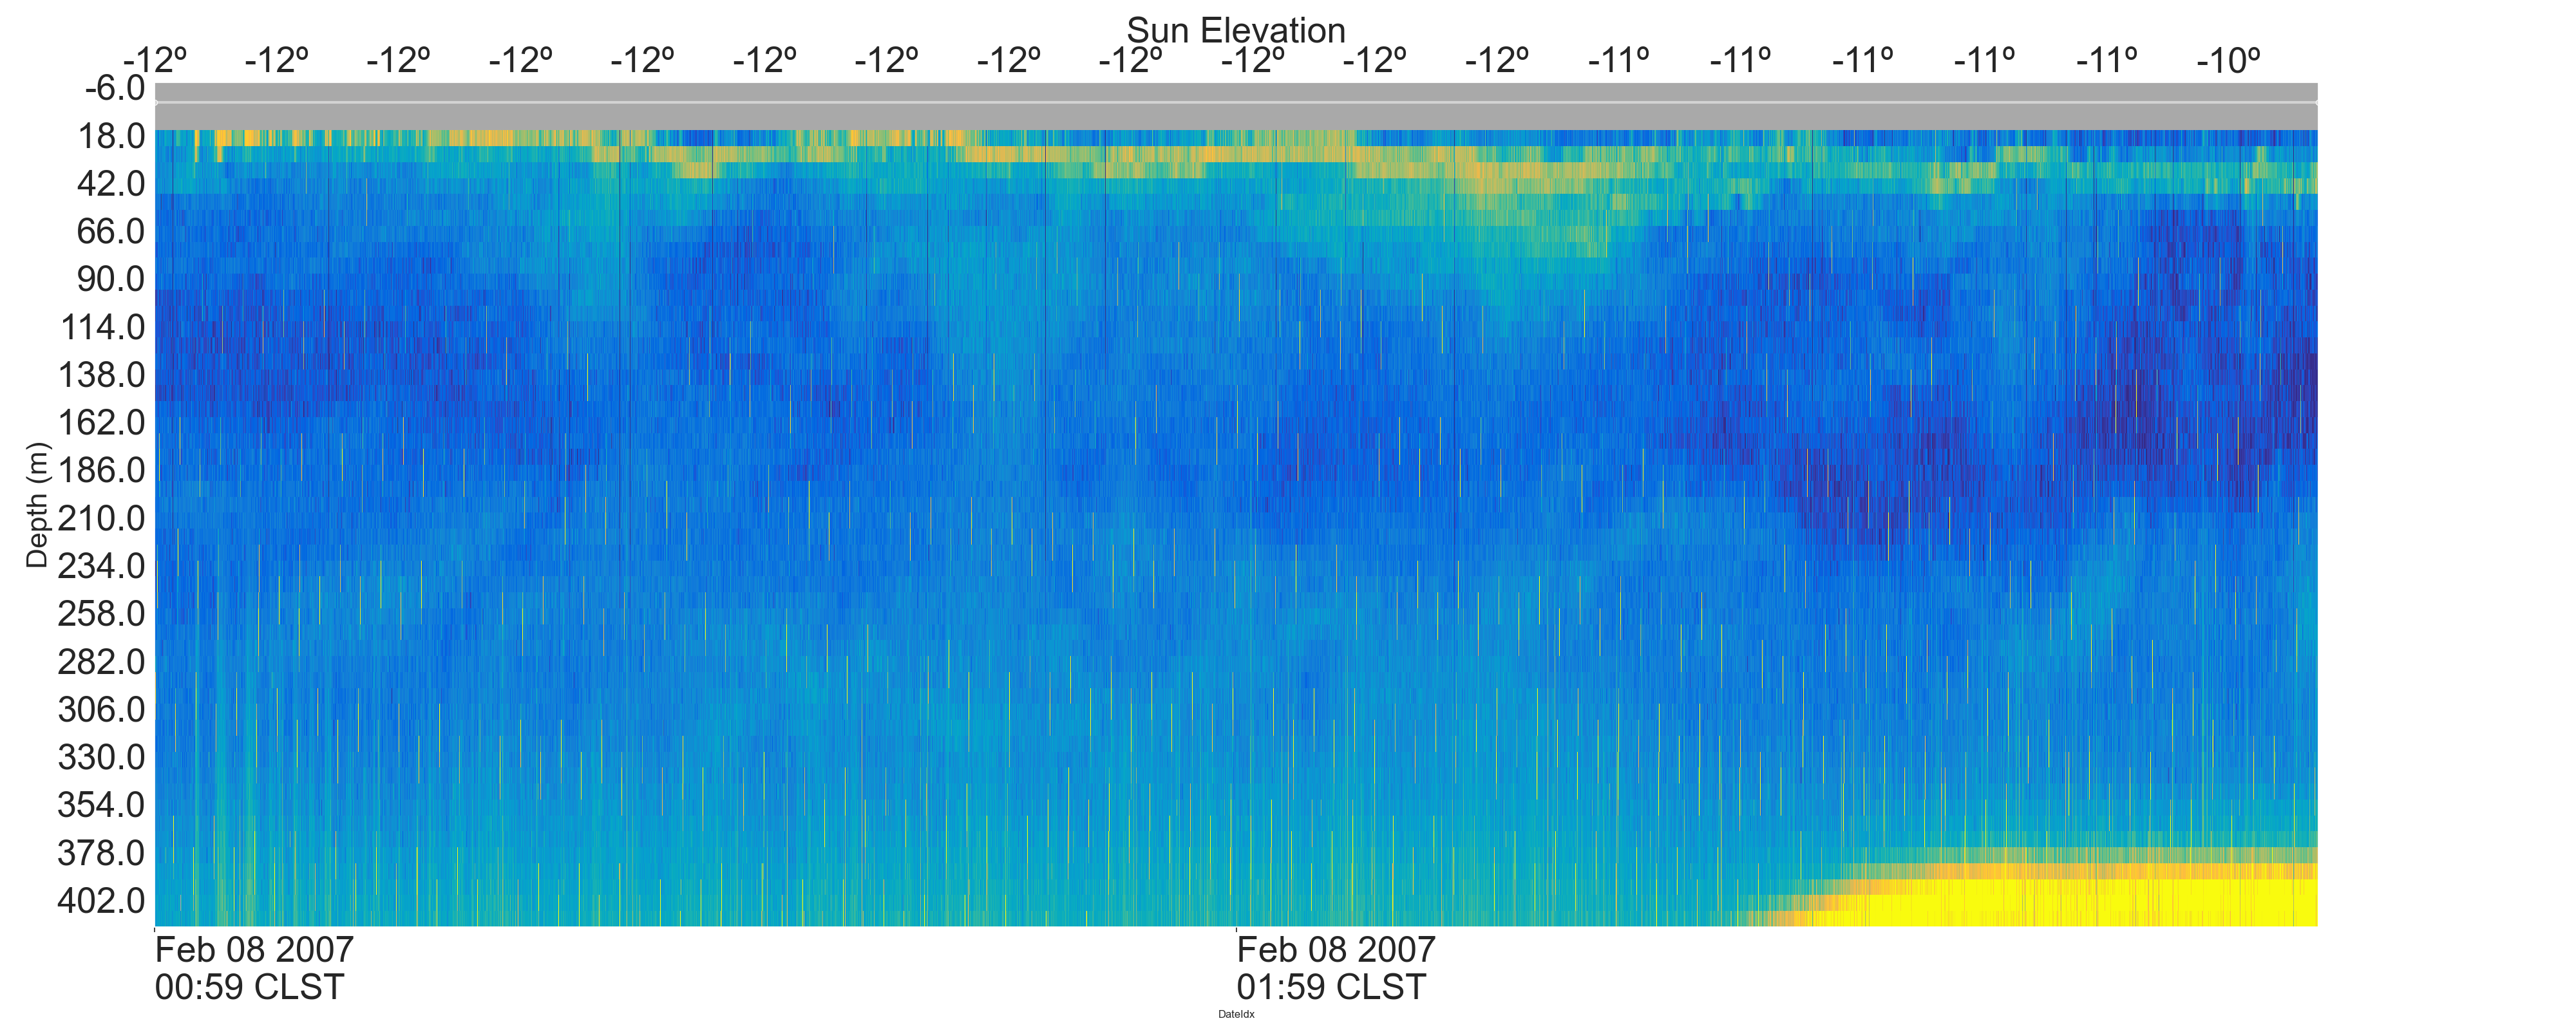 Sun Elevation
-12º -12º -12º -12º -12º -12º -12º -12º -12º -12º -12º -12º -11º -11º -11º -11º -11º -10º
-6.0
18.0
42.0
66.0
90.0
114.0
138.0
162.0
186.0
210.0
234.0
258.0
282.0
306.0
330.0
354.0
378.0
402.0
Depth (m)
Feb 08 2007
00:59 CLST
Feb 08 2007
01:59 CLST
DateIdx